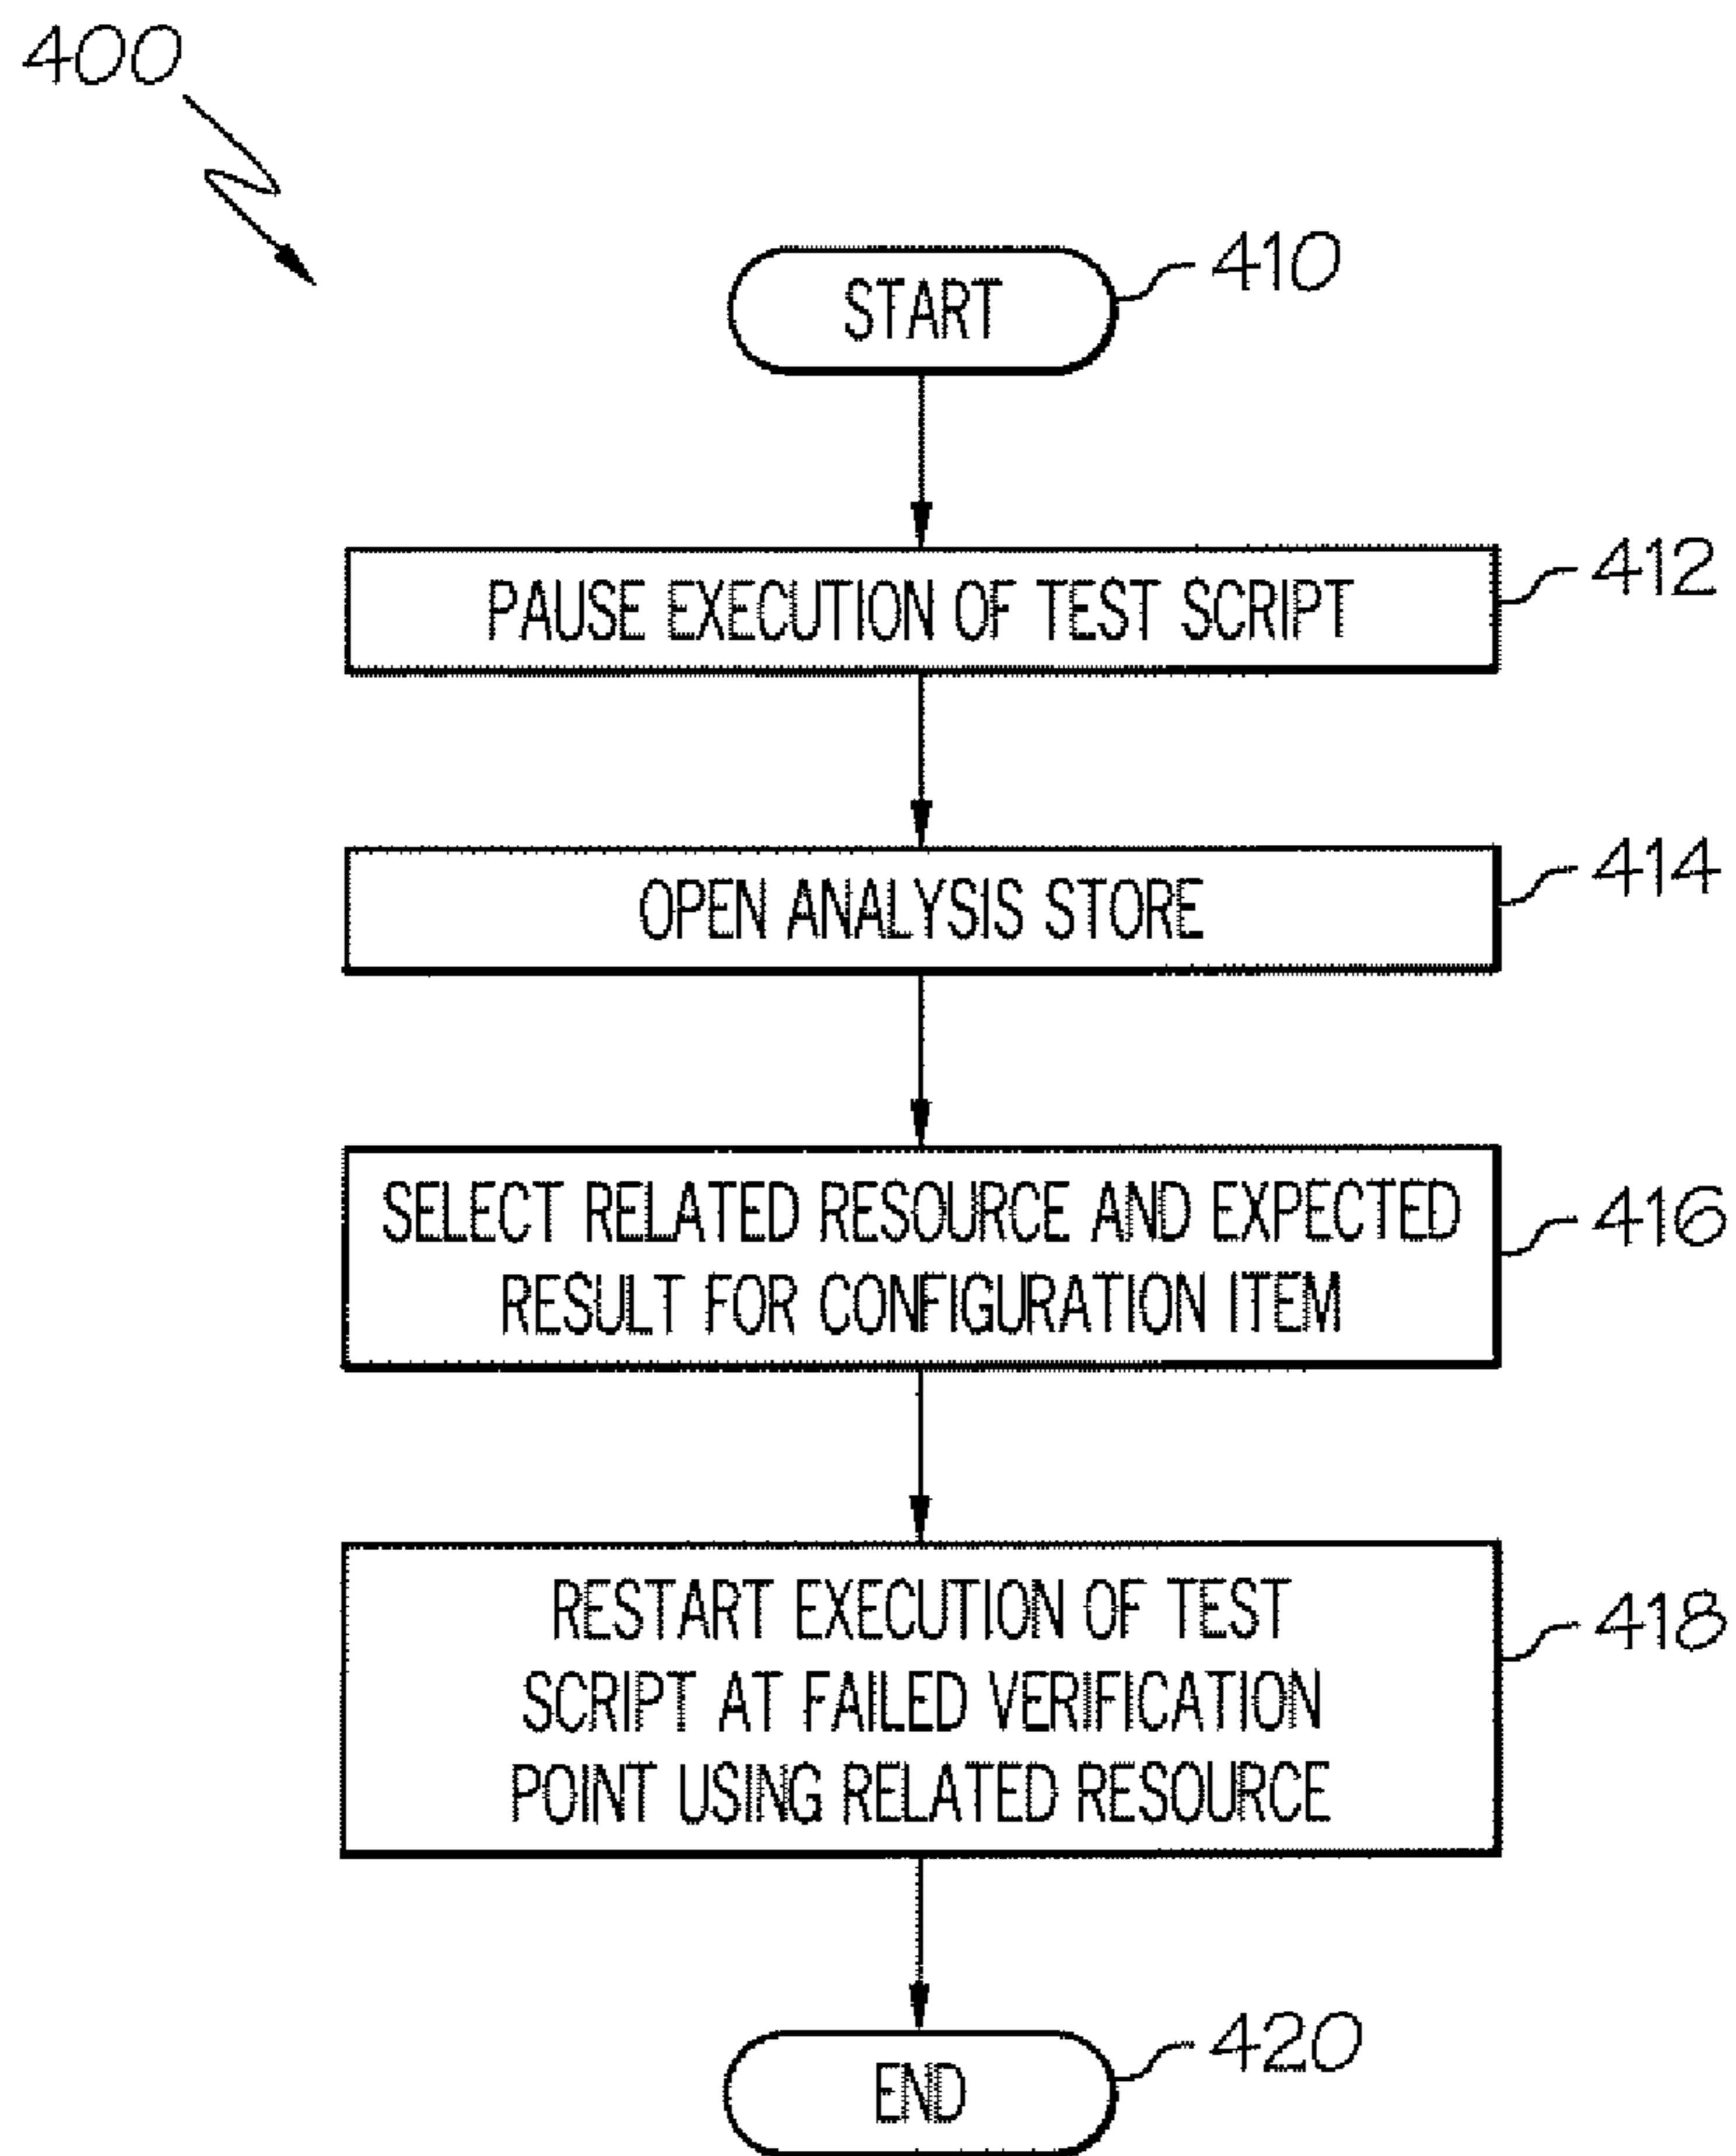 400
START
410
PAUSE EXECUTION OF TEST SCRIPT
412
OPEN ANALYSIS STORE
414
SELECT RELATED RESOURCE AND EXPECTED
RESULT FOR CONFIGURATION ITEM
416
RESTART EXECUTION OF TEST
SCRIPT AT FAILED VERIFICATION
POINT USING RELATED RESOURCE
418
END
420